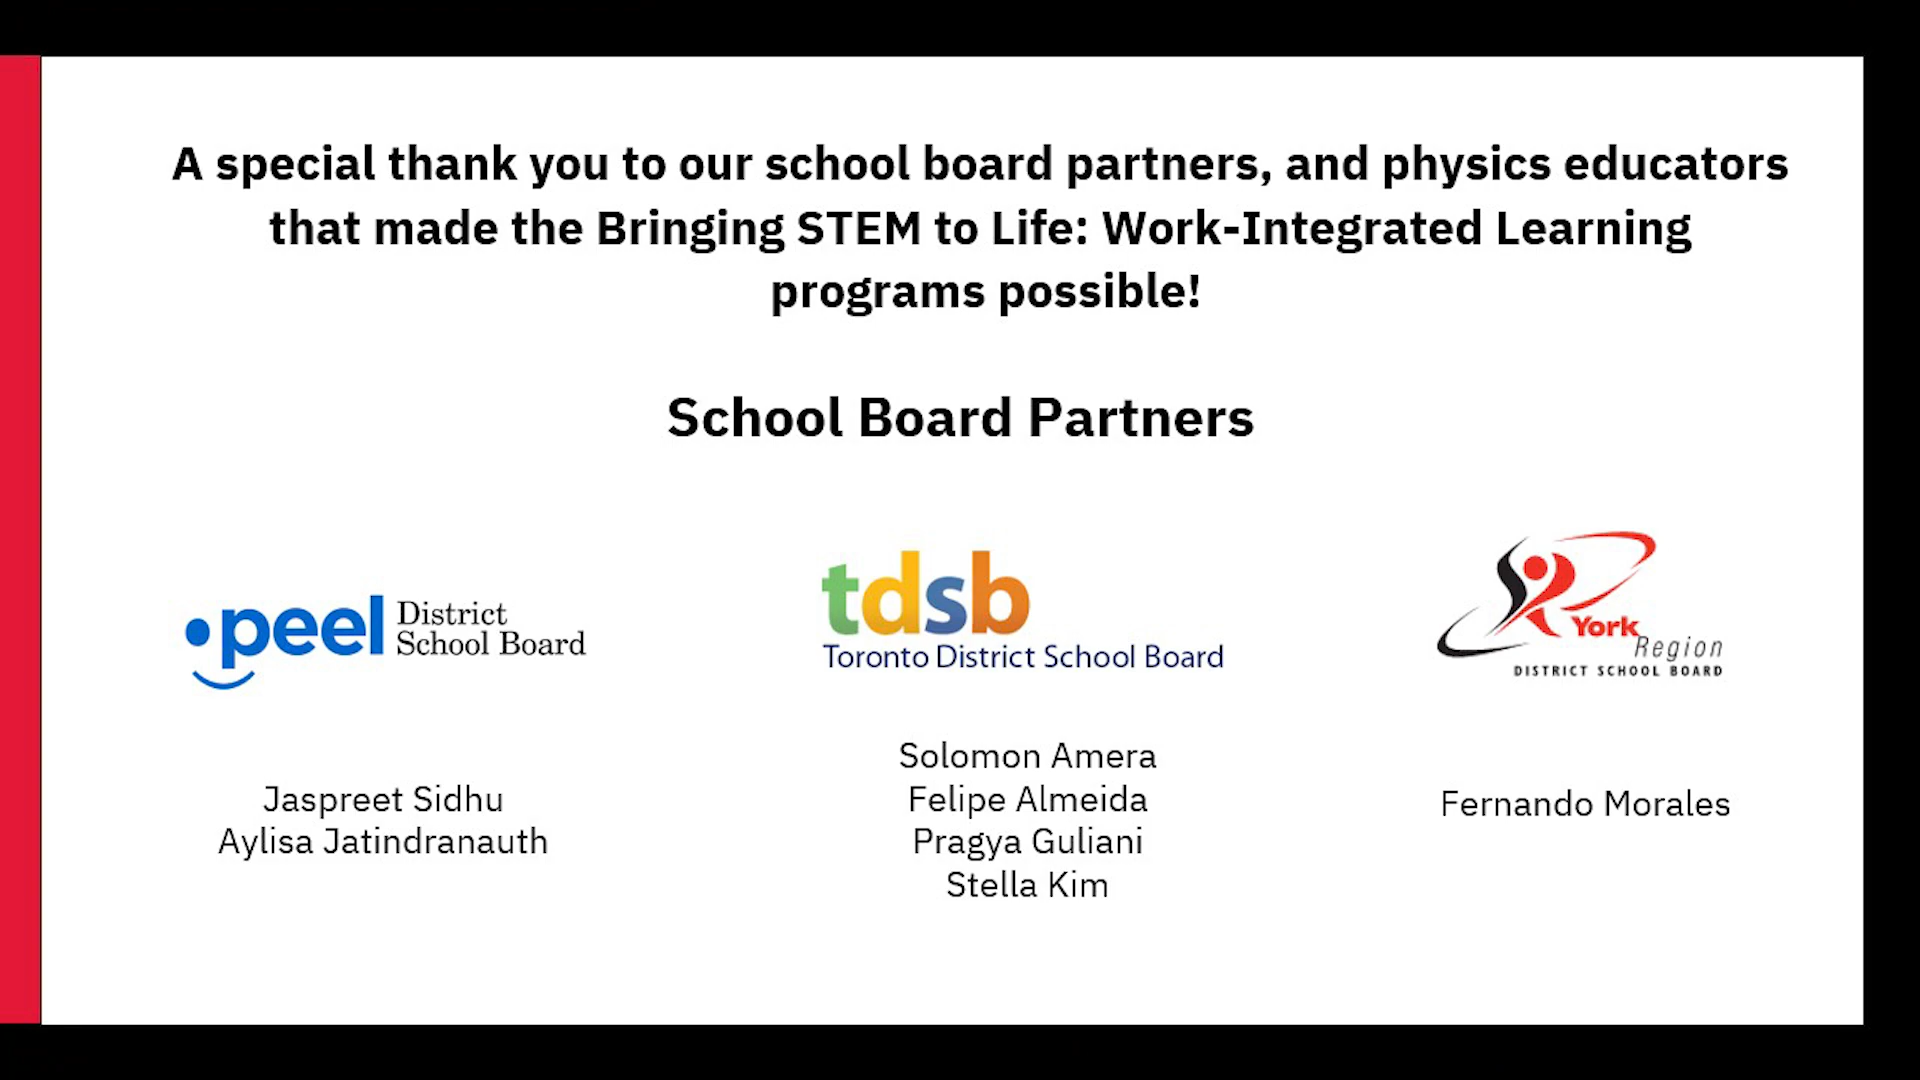 A special thank you to our school board partners, and physics educators
that made the Bringing STEM to Life: Work-Integrated Learning
programs possible!
School Board Partners
peel District
School Board
tdsb
Toronto District School Board
York
Region
DISTRICT SCHOOL BOARD
Jaspreet Sidhu
Aylisa Jatindranauth
Solomon Amera
Felipe Almeida
Pragya Guliani
Stella Kim
Fernando Morales